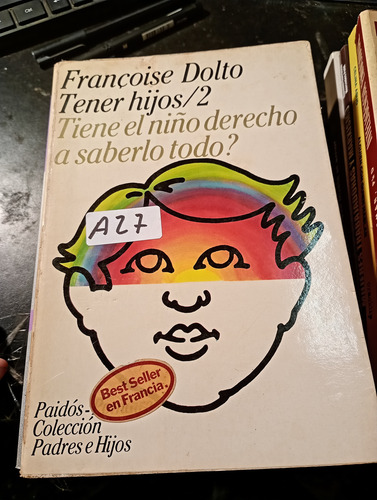 Françoise Dolto
Tener hijos/2
Tiene el niño derecho
a saberlo todo?
A27
Best Seller
en Francia.
Paidós-
Colección
Padres e Hijos